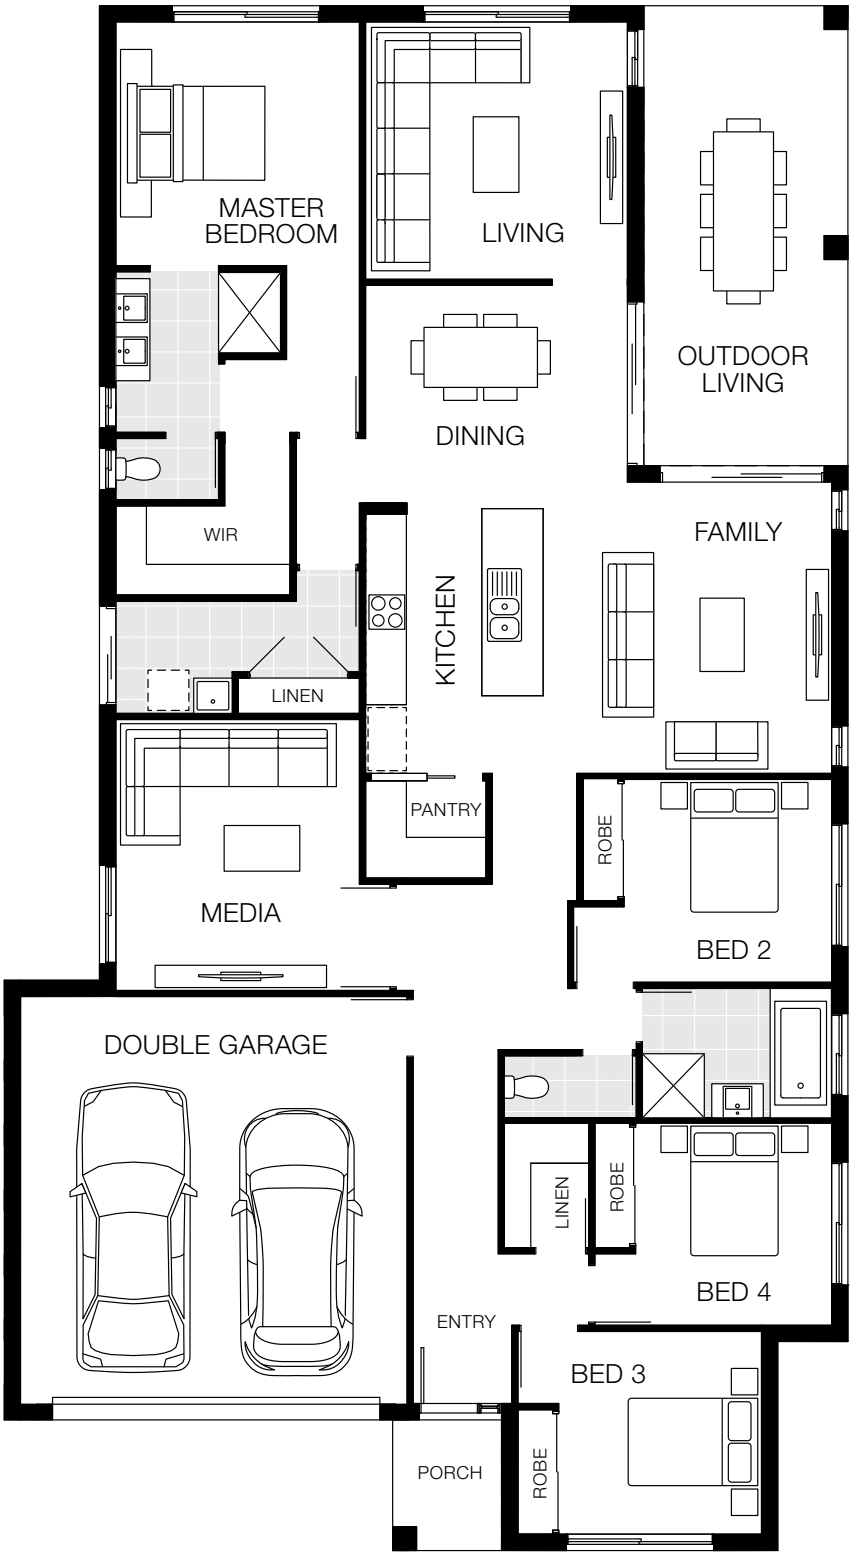 MASTER
BEDROOM
LIVING
OUTDOOR
LIVING
DINING
WIR
FAMILY
KITCHEN
LINEN
PANTRY
ROBE
MEDIA
BED 2
DOUBLE GARAGE
LINEN
ROBE
BED 4
ENTRY
BED 3
PORCH
ROBE